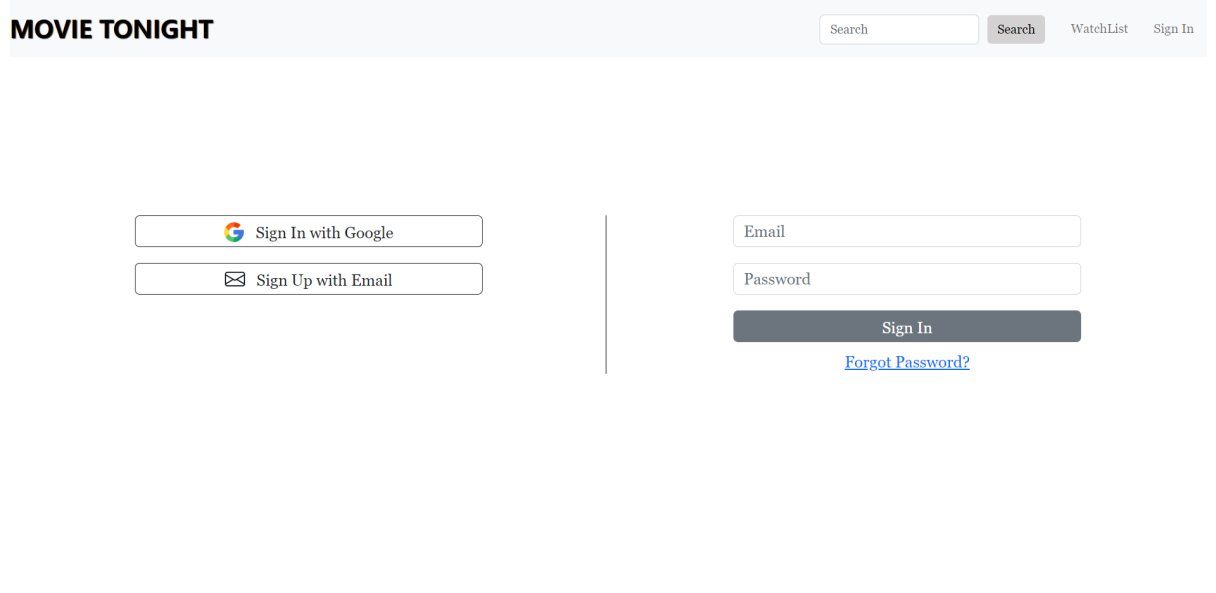 MOVIE TONIGHT
Search
Search
WatchList
Sign In
Sign In with Google
Sign Up with Email
Email
Password
Sign In
Forgot Password?